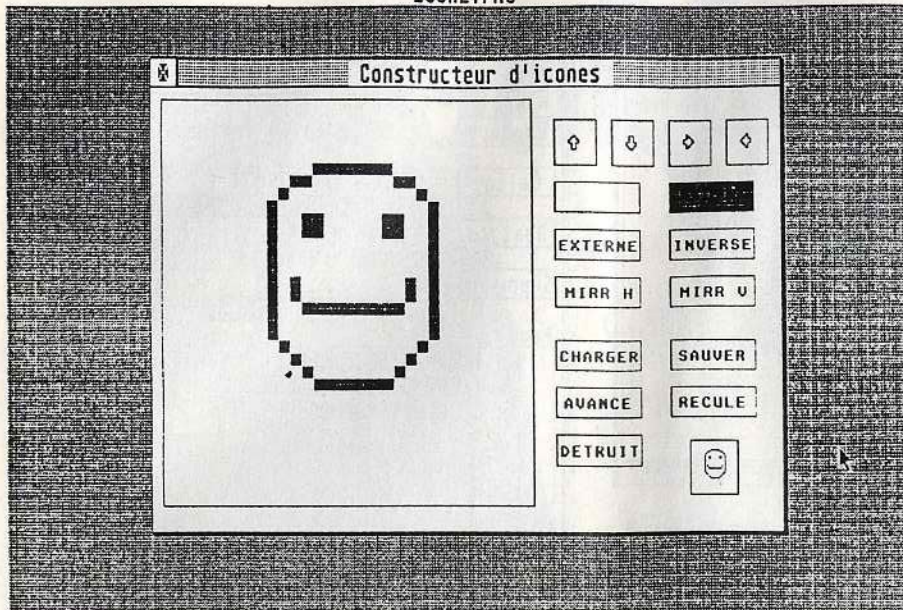 Constructeur d'icones
EXTERNE INVERSE
MIRR H MIRR V
CHARGER SAUVER
AVANCE RECULE
DETRUIT